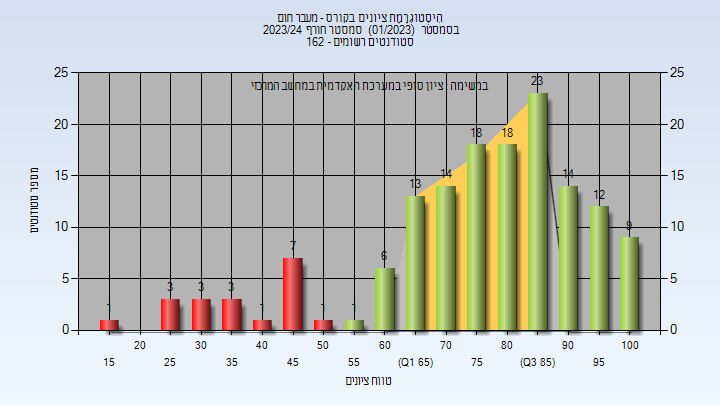 היסטוגרמת ציונים בקורס - מעבר חום
בסמסטר (01/2023) סמסטר חורף 2023/24
סטודנטים רשומים - 162
במשימה: ציון סופי במערכת האקדמית במחשב המרכזי
מספר סטודנטים
25 25
20 20
15 15
10 10
5 5
0 0
1 3 3 3 1 7 1 1 6 13 14 18 18 23 14 12 9
20 30 40 50 60 70 80 90 100
15 25 35 45 55 (Q1 65) 75 (Q3 85) 95
טווח ציונים